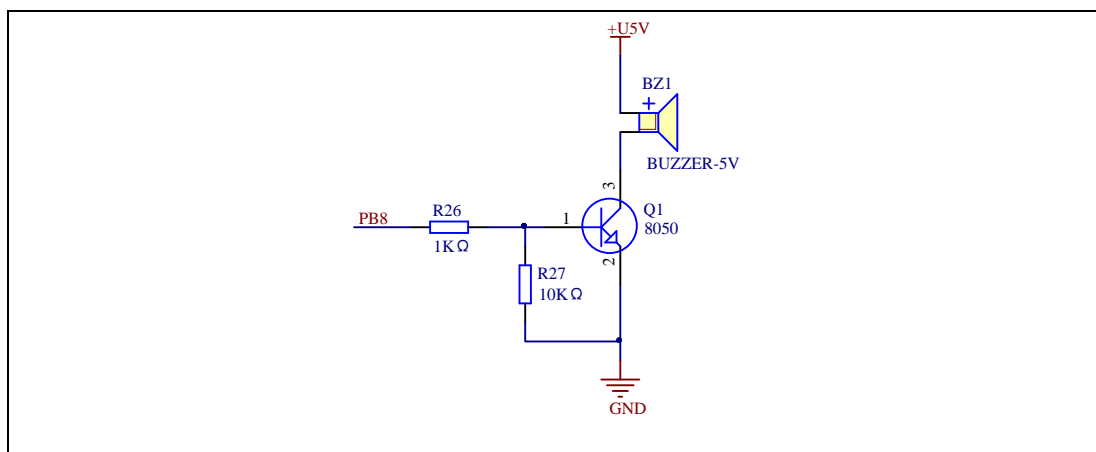 +U5V
BZ1
+
BUZZER-5V
3
Q1
8050
PB8
R26
1KΩ
1
2
R27
10KΩ
GND